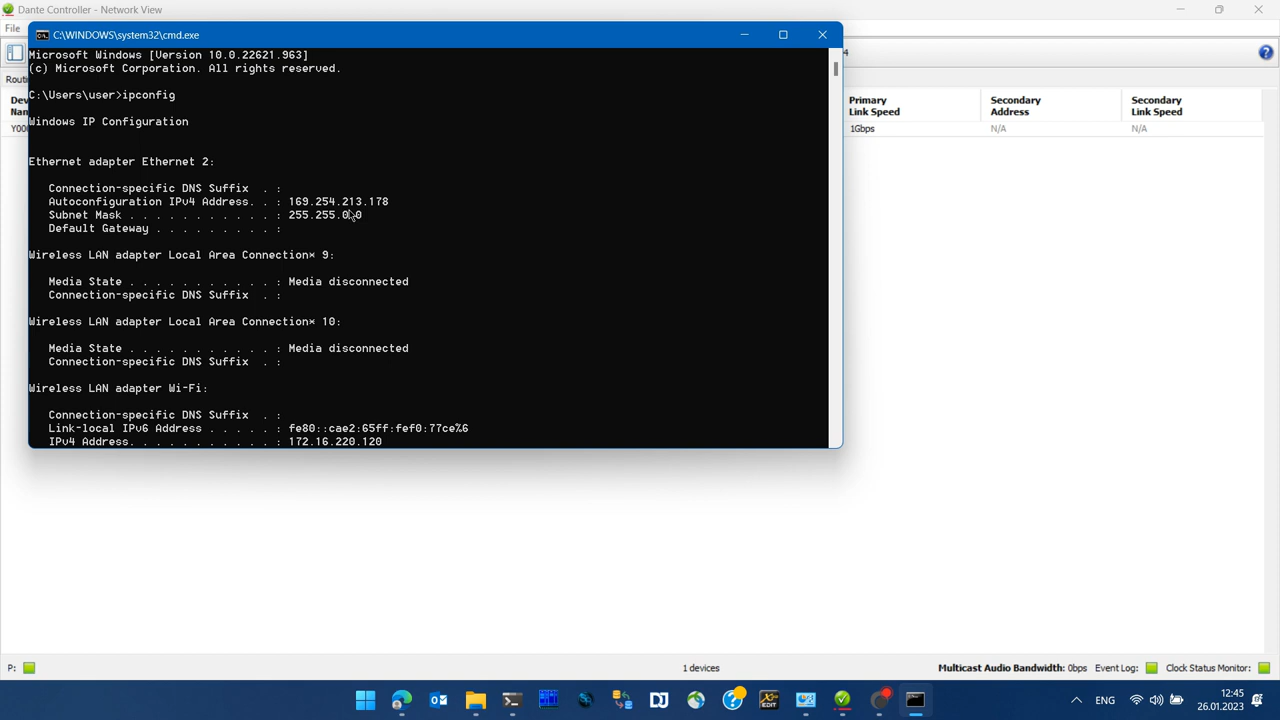 Dante Controller - Network View
File
C:\WINDOWS\system32\cmd.exe
Microsoft Windows [Version 10.0.22621.963]
(c) Microsoft Corporation. All rights reserved.
C:\Users\user>ipconfig
Windows IP Configuration
Ethernet adapter Ethernet 2:
Connection-specific DNS Suffix . :
Autoconfiguration IPv4 Address. . : 169.254.213.178
Subnet Mask . . . . . . . . . . . : 255.255.0.0
Default Gateway . . . . . . . . . :
Wireless LAN adapter Local Area Connection* 9:
Media State . . . . . . . . . . . : Media disconnected
Connection-specific DNS Suffix . :
Wireless LAN adapter Local Area Connection* 10:
Media State . . . . . . . . . . . : Media disconnected
Connection-specific DNS Suffix . :
Wireless LAN adapter Wi-Fi:
Connection-specific DNS Suffix . :
Link-local IPv6 Address . . . . . : fe80::cae2:65ff:fef0:77ce%6
IPv4 Address. . . . . . . . . . . : 172.16.220.120
Primary
Link Speed
Secondary
Address
Secondary
Link Speed
1Gbps
N/A
N/A
P:
1 devices
Multicast Audio Bandwidth: 0bps
Event Log:
Clock Status Monitor:
EDIT
ENG
12:45
26.01.2023